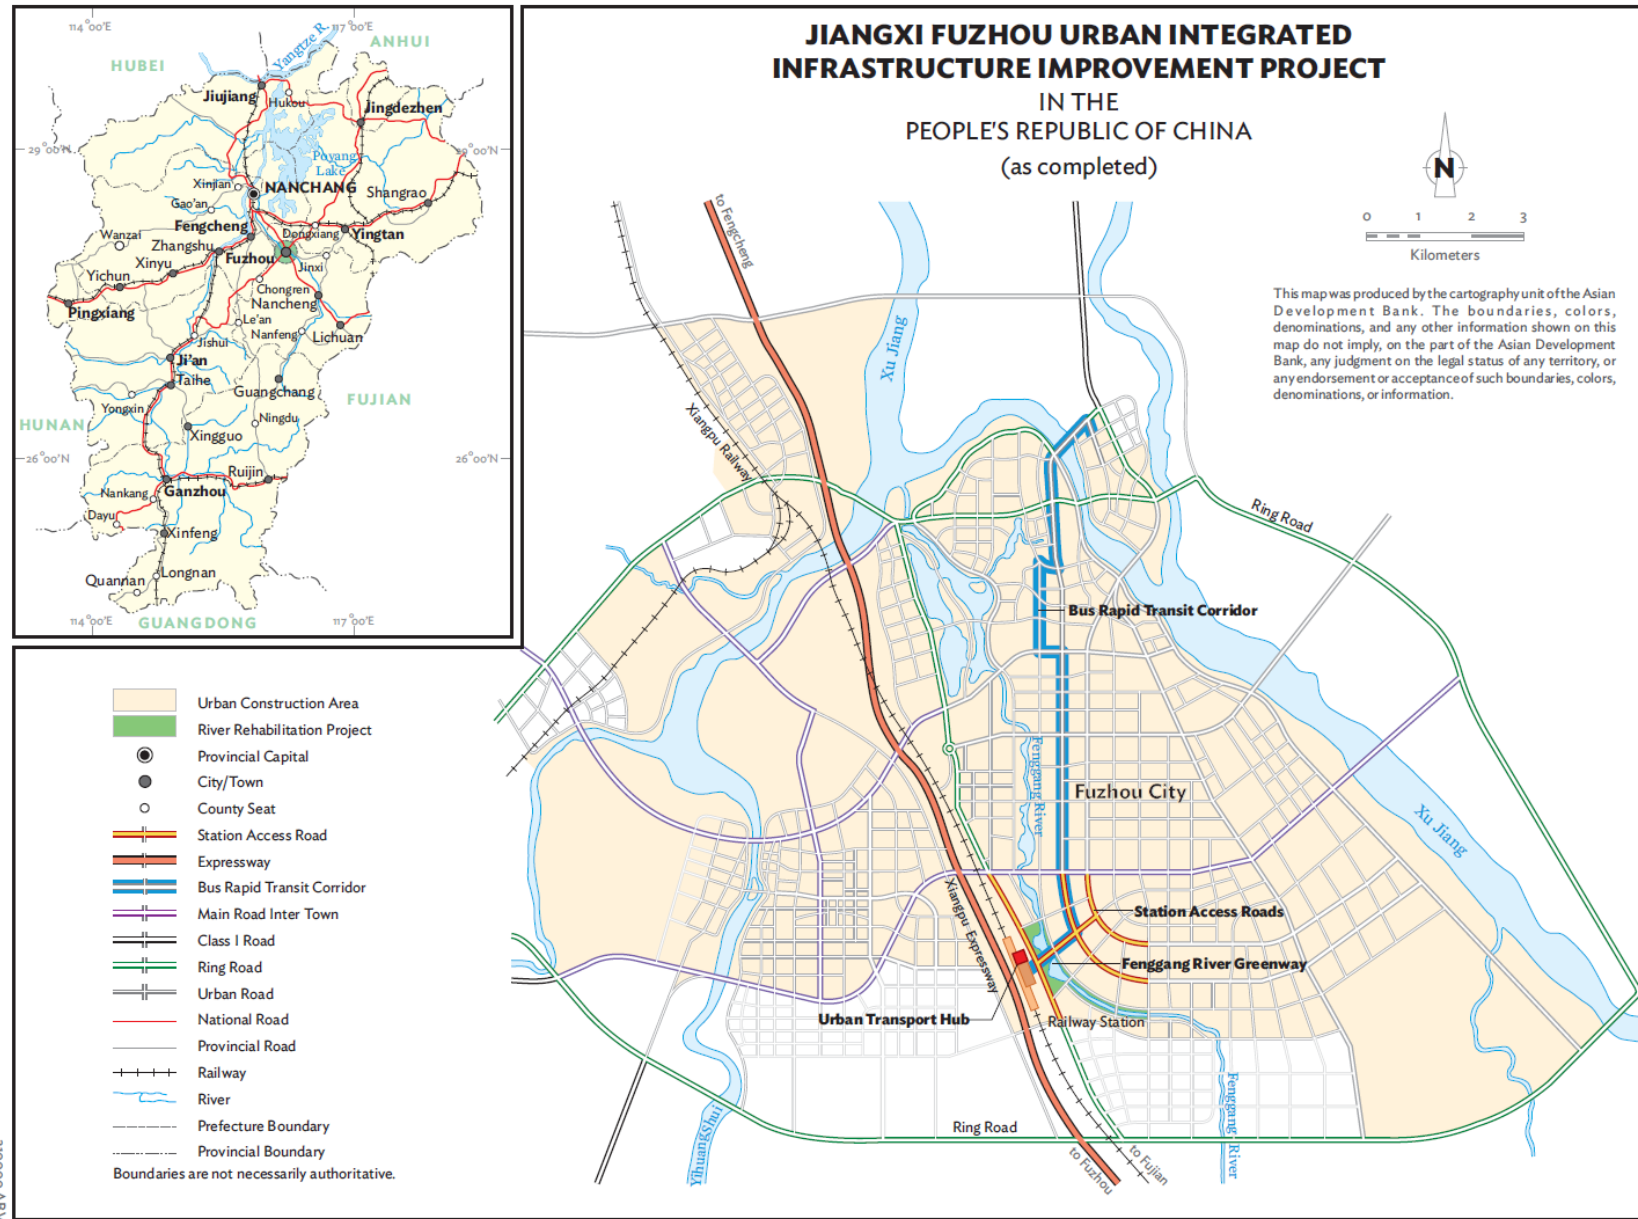 JIANGXI FUZHOU URBAN INTEGRATED
INFRASTRUCTURE IMPROVEMENT PROJECT
IN THE
PEOPLE'S REPUBLIC OF CHINA
(as completed)
N
0 1 2 3
Kilometers
This map was produced by the cartography unit of the Asian
Development Bank. The boundaries, colors,
denominations, and any other information shown on this
map do not imply, on the part of the Asian Development
Bank, any judgment on the legal status of any territory, or
any endorsement or acceptance of such boundaries, colors,
denominations, or information.
114°00'E
117°00'E
Yangtze R.
ANHUI
HUBEI
Jiujiang
Hukou
Jingdezhen
29°00'N
29°00'N
Poyang
Lake
Xinjian
NANCHANG
Shangrao
Gao'an
Fengcheng
Dongxiang
Yingtan
Wanzai
Zhangshu
Fuzhou
Xinyu
Jinxi
Yichun
Chongren
Nancheng
Pingxiang
Le'an
Nanfeng
Lichuan
Jishui
Ji'an
Taihe
Guangchang
Yongxin
FUJIAN
HUNAN
Ningdu
Xingguo
26°00'N
26°00'N
Ruijin
Nankang
Ganzhou
Dayu
Xinfeng
Quannan
Longnan
114°00'E
GUANGDONG
117°00'E
to Fengcheng
Xu Jiang
Xiangpu Railway
Ring Road
Bus Rapid Transit Corridor
Fenggang River
Fuzhou City
Xu Jiang
Xiangpu Expressway
Station Access Roads
Fenggang River Greenway
Urban Transport Hub
Railway Station
Fenggang River
Yihuang Shui
Ring Road
to Fuzhou
to Fujian
Urban Construction Area
River Rehabilitation Project
Provincial Capital
City/Town
County Seat
Station Access Road
Expressway
Bus Rapid Transit Corridor
Main Road Inter Town
Class I Road
Ring Road
Urban Road
National Road
Provincial Road
Railway
River
Prefecture Boundary
Provincial Boundary
Boundaries are not necessarily authoritative.